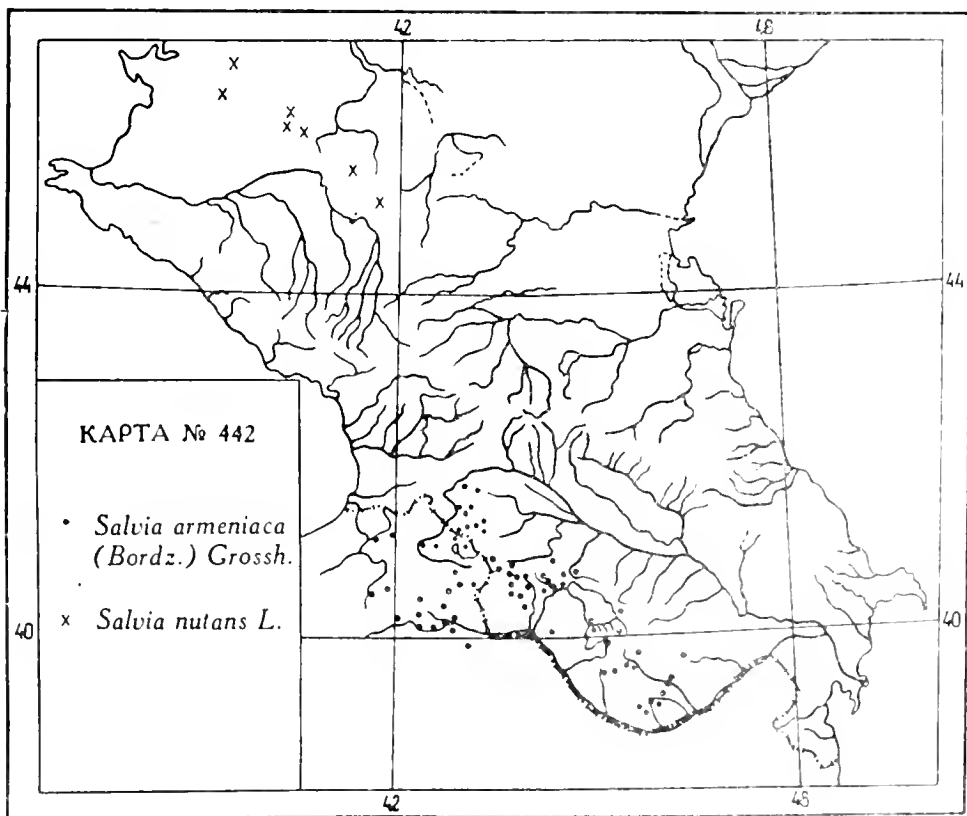 42 48
44 44
КАРТА № 442
• Salvia armeniaca
(Bordz.) Grossh.
x Salvia nutans L.
40 40
42 48